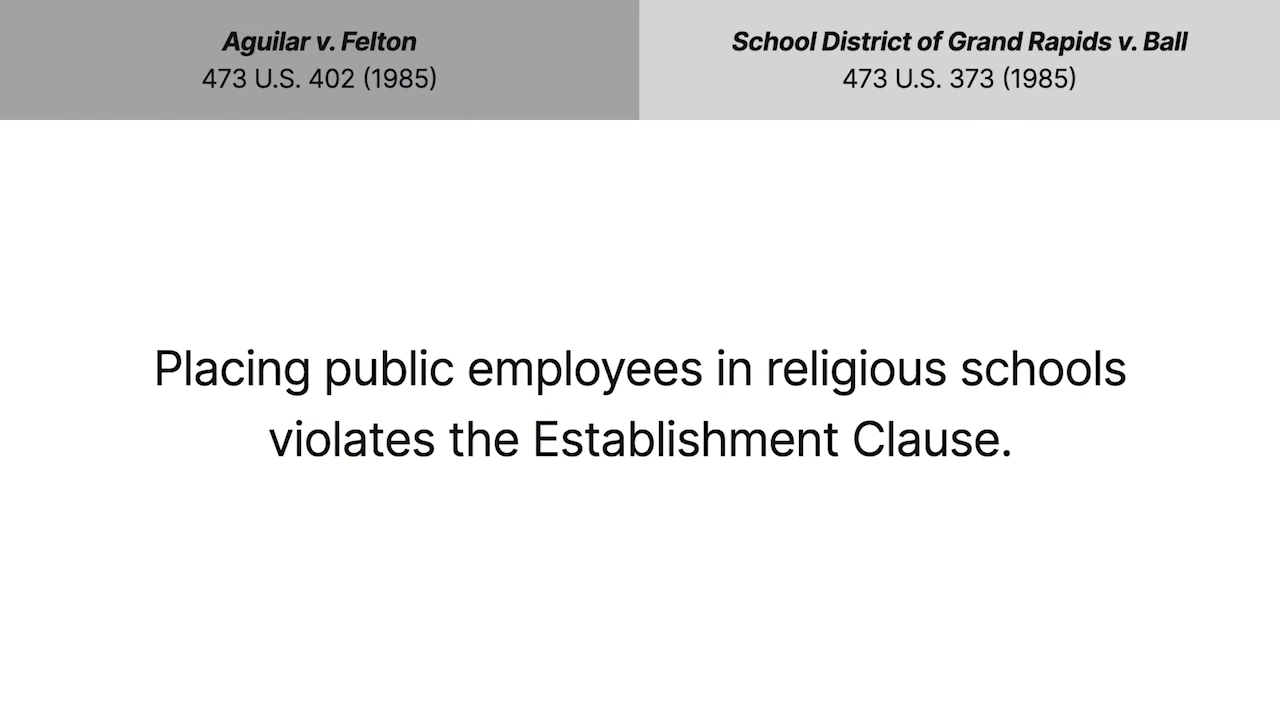 Aguilar v. Felton
473 U.S. 402 (1985)
School District of Grand Rapids v. Ball
473 U.S. 373 (1985)
Placing public employees in religious schools
violates the Establishment Clause.